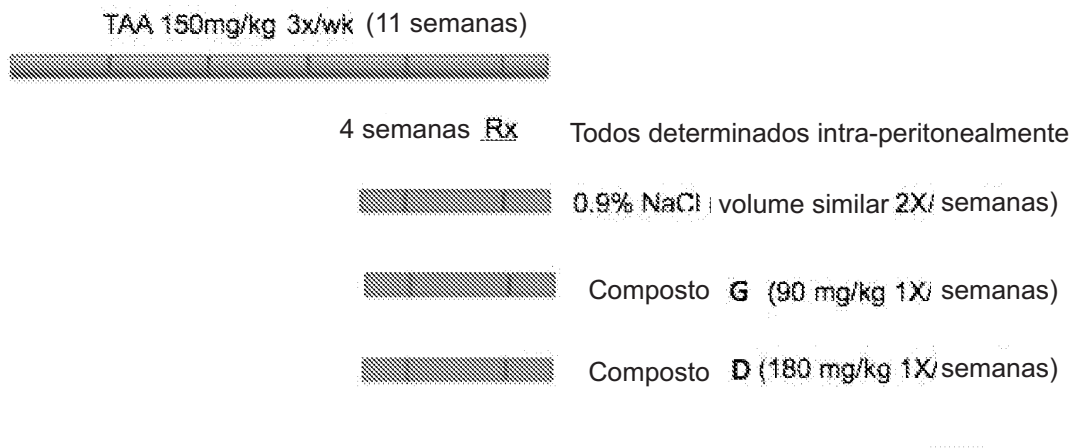 TAA 150mg/kg 3x/wk (11 semanas)
4 semanas Rx Todos determinados intra-peritonealmente
0.9% NaCl volume similar 2X/ semanas)
Composto G (90 mg/kg 1X/ semanas)
Composto D (180 mg/kg 1X/ semanas)